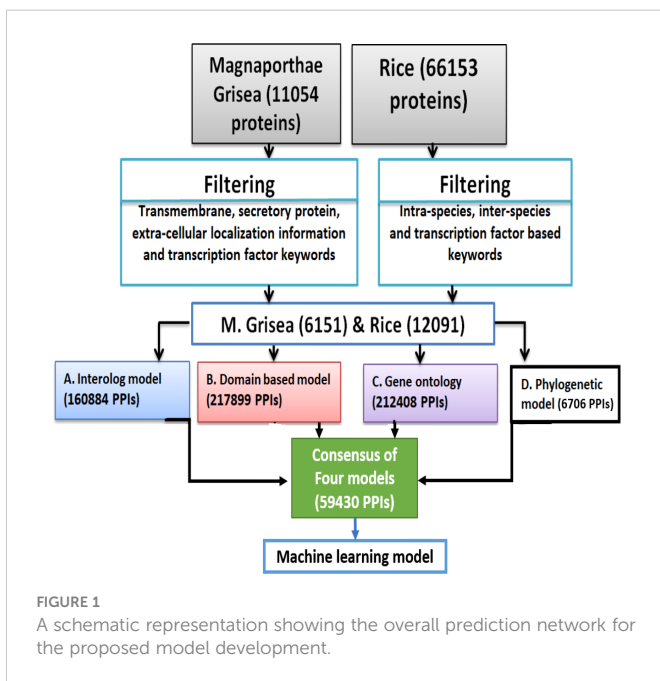 Magnaporthae
Grisea (11054
proteins)
Rice (66153
proteins)
Filtering
Transmembrane, secretory protein,
extra-cellular localization information
and transcription factor keywords
Filtering
Intra-species, inter-species
and transcription factor based
keywords
M. Grisea (6151) & Rice (12091)
A. Interolog model
(160884 PPIs)
B. Domain based model
(217899 PPIs)
C. Gene ontology
(212408 PPIs)
D. Phylogenetic
model (6706 PPIs)
Consensus of
Four models
(59430 PPIs)
Machine learning model
FIGURE 1
A schematic representation showing the overall prediction network for
the proposed model development.